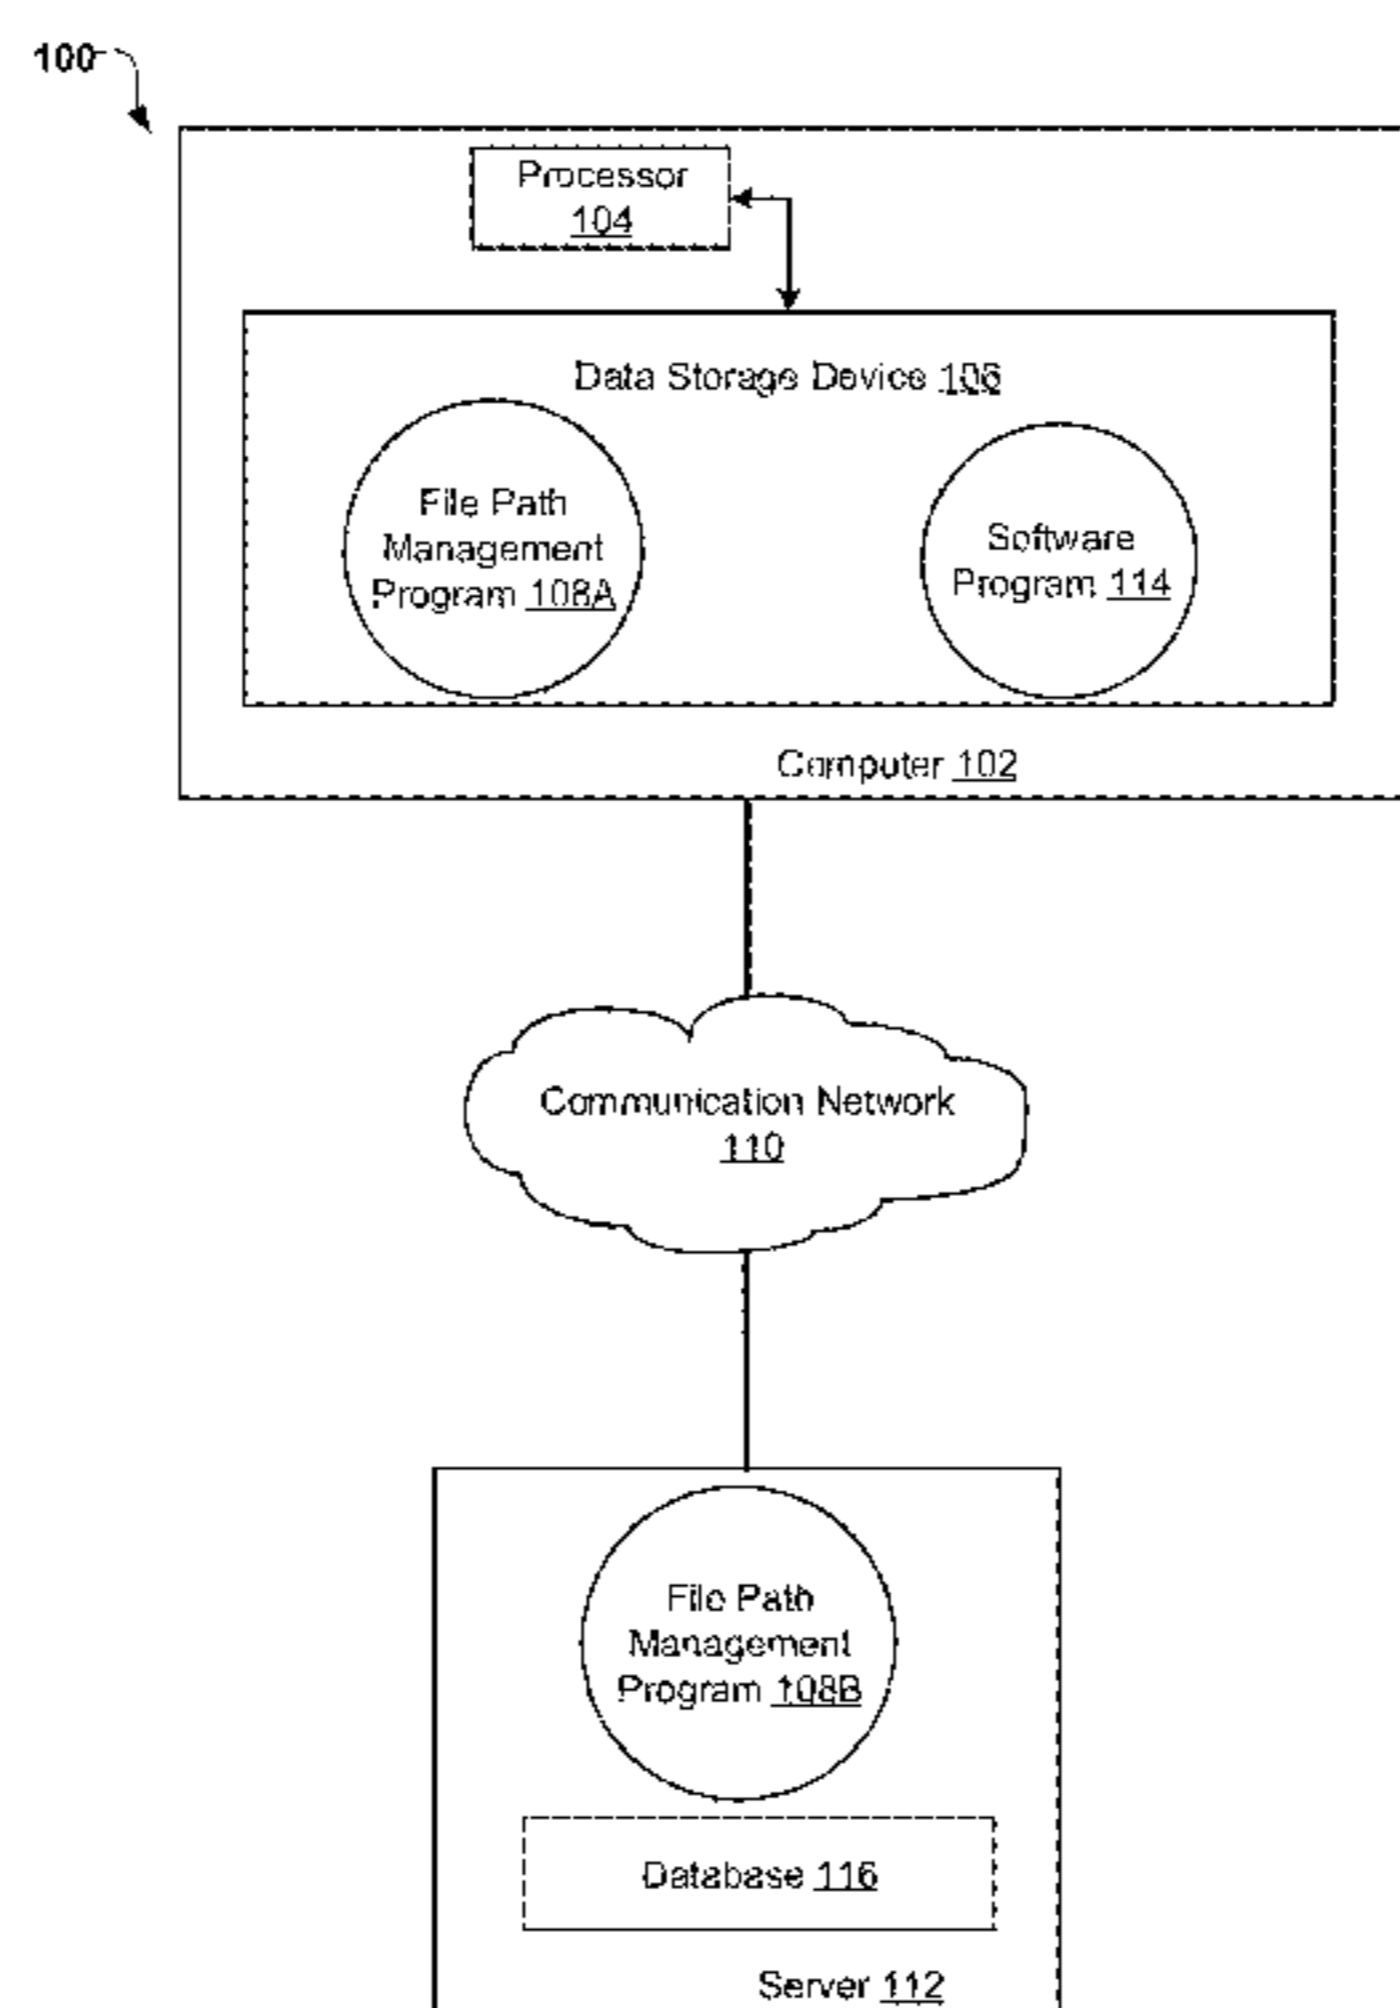 100
Processor
104
Data Storage Device 106
File Path
Management
Program 108A
Software
Program 114
Computer 102
Communication Network
110
File Path
Management
Program 108B
Database 116
Server 112